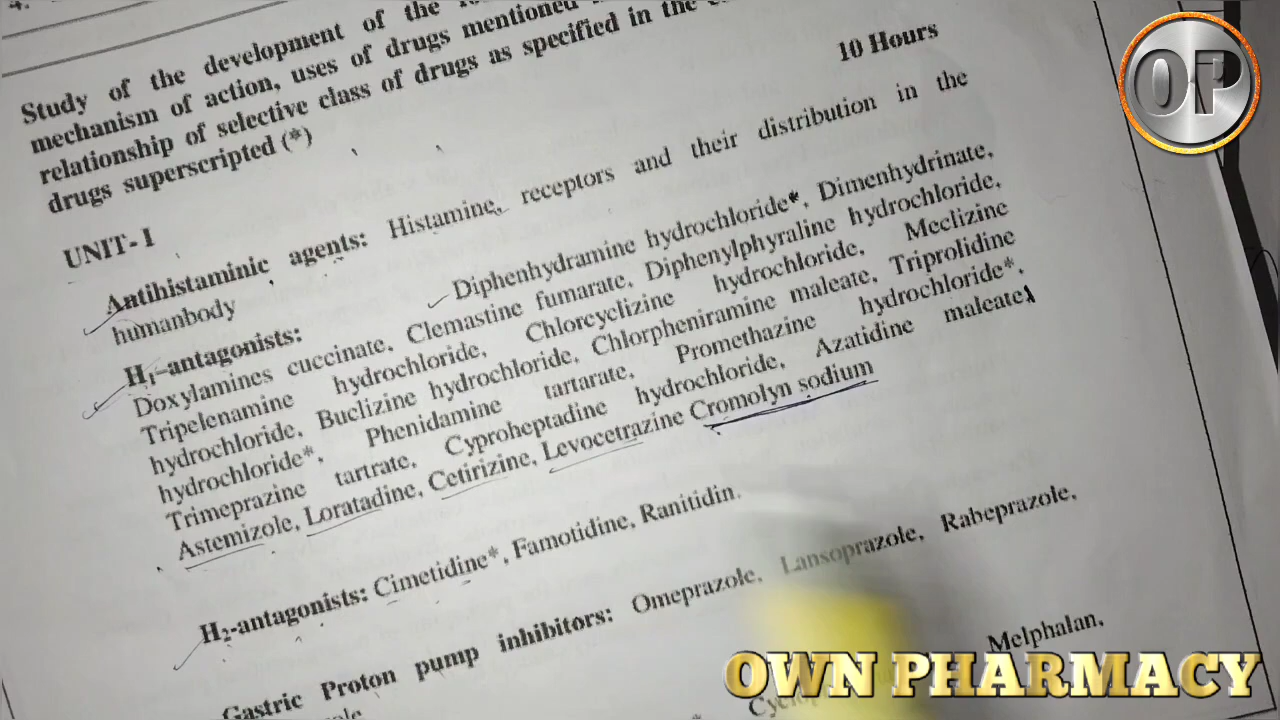 4.
Study of the development of the
mechanism of action, uses of drugs mentioned
relationship of selective class of drugs as specified in the
drugs superscripted (*)
10 Hours
UNIT- I
Antihistaminic agents: Histamine, receptors and their distribution in the
humanbody
H1–antagonists: Diphenhydramine hydrochloride*, Dimenhydrinate,
Doxylamines cuccinate, Clemastine fumarate, Diphenylphyraline hydrochloride,
Tripelenamine hydrochloride, Chlorcyclizine hydrochloride, Meclizine
hydrochloride, Buclizine hydrochloride, Chlorpheniramine maleate, Triprolidine
hydrochloride*, Phenidamine tartarate, Promethazine hydrochloride*,
Trimeprazine tartrate, Cyproheptadine hydrochloride, Azatidine maleate,
Astemizole, Loratadine, Cetirizine, Levocetrazine Cromolyn sodium
H2-antagonists: Cimetidine*, Famotidine, Ranitidin.
Gastric Proton pump inhibitors: Omeprazole, Lansoprazole, Rabeprazole,
Melphalan,
OP
OWN PHARMACY